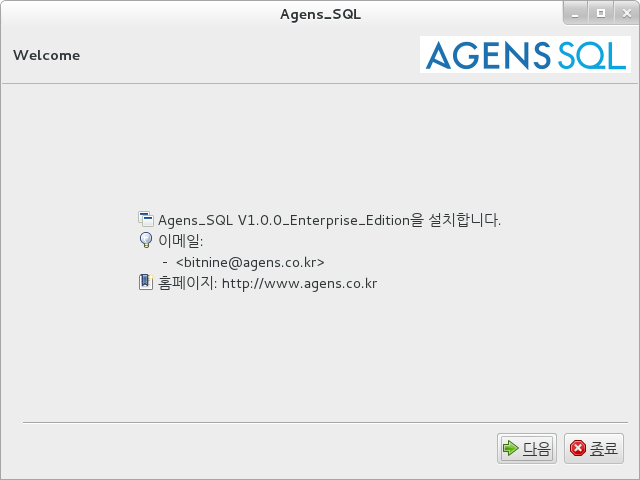 Agens_SQL
Welcome
AGENS SQL
Agens_SQL V1.0.0_Enterprise_Edition을 설치합니다.
이메일:
- <bitnine@agens.co.kr>
홈페이지: http://www.agens.co.kr
다음
종료